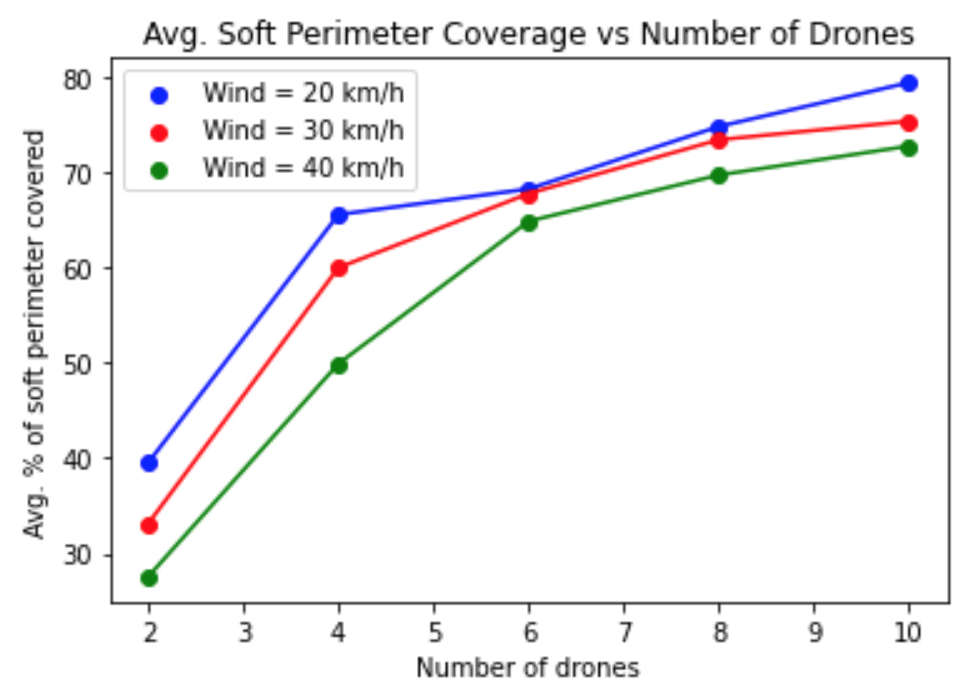 Avg. Soft Perimeter Coverage vs Number of Drones
Wind = 20 km/h
Wind = 30 km/h
Wind = 40 km/h
Avg. % of soft perimeter covered
80
70
60
50
40
30
2 3 4 5 6 7 8 9 10
Number of drones